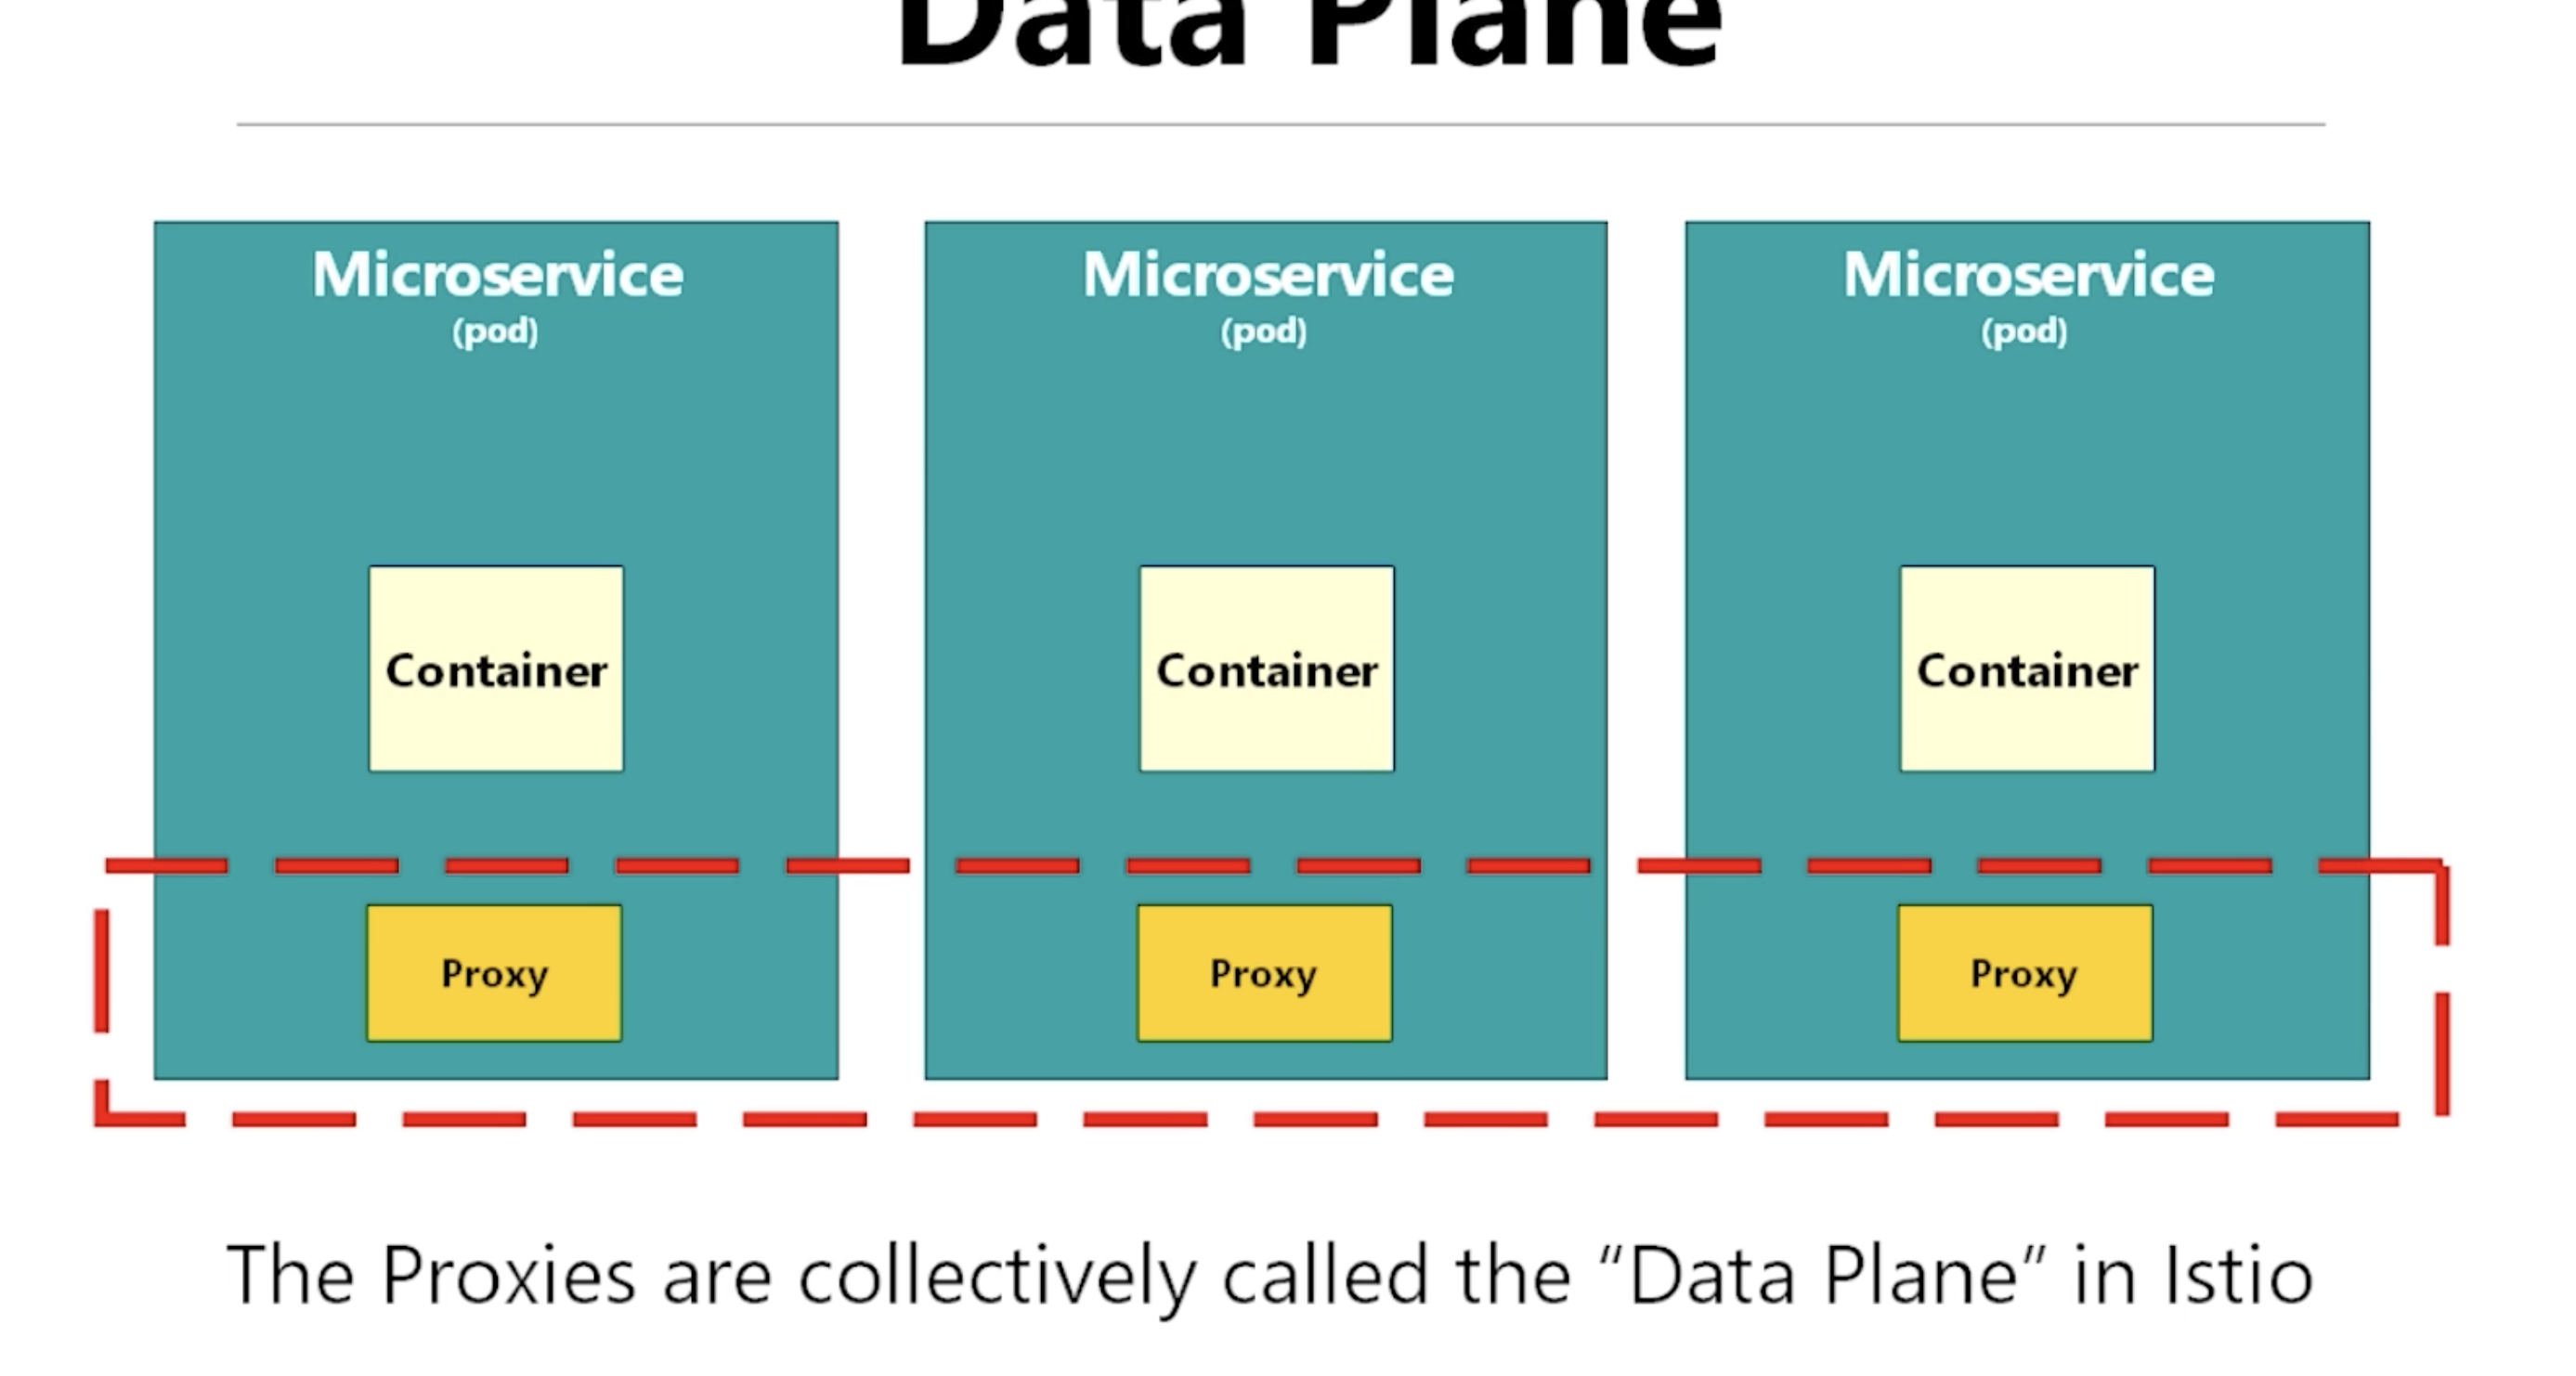 Data Plane
Microservice
(pod)
Container
Proxy
Microservice
(pod)
Container
Proxy
Microservice
(pod)
Container
Proxy
The Proxies are collectively called the “Data Plane” in Istio